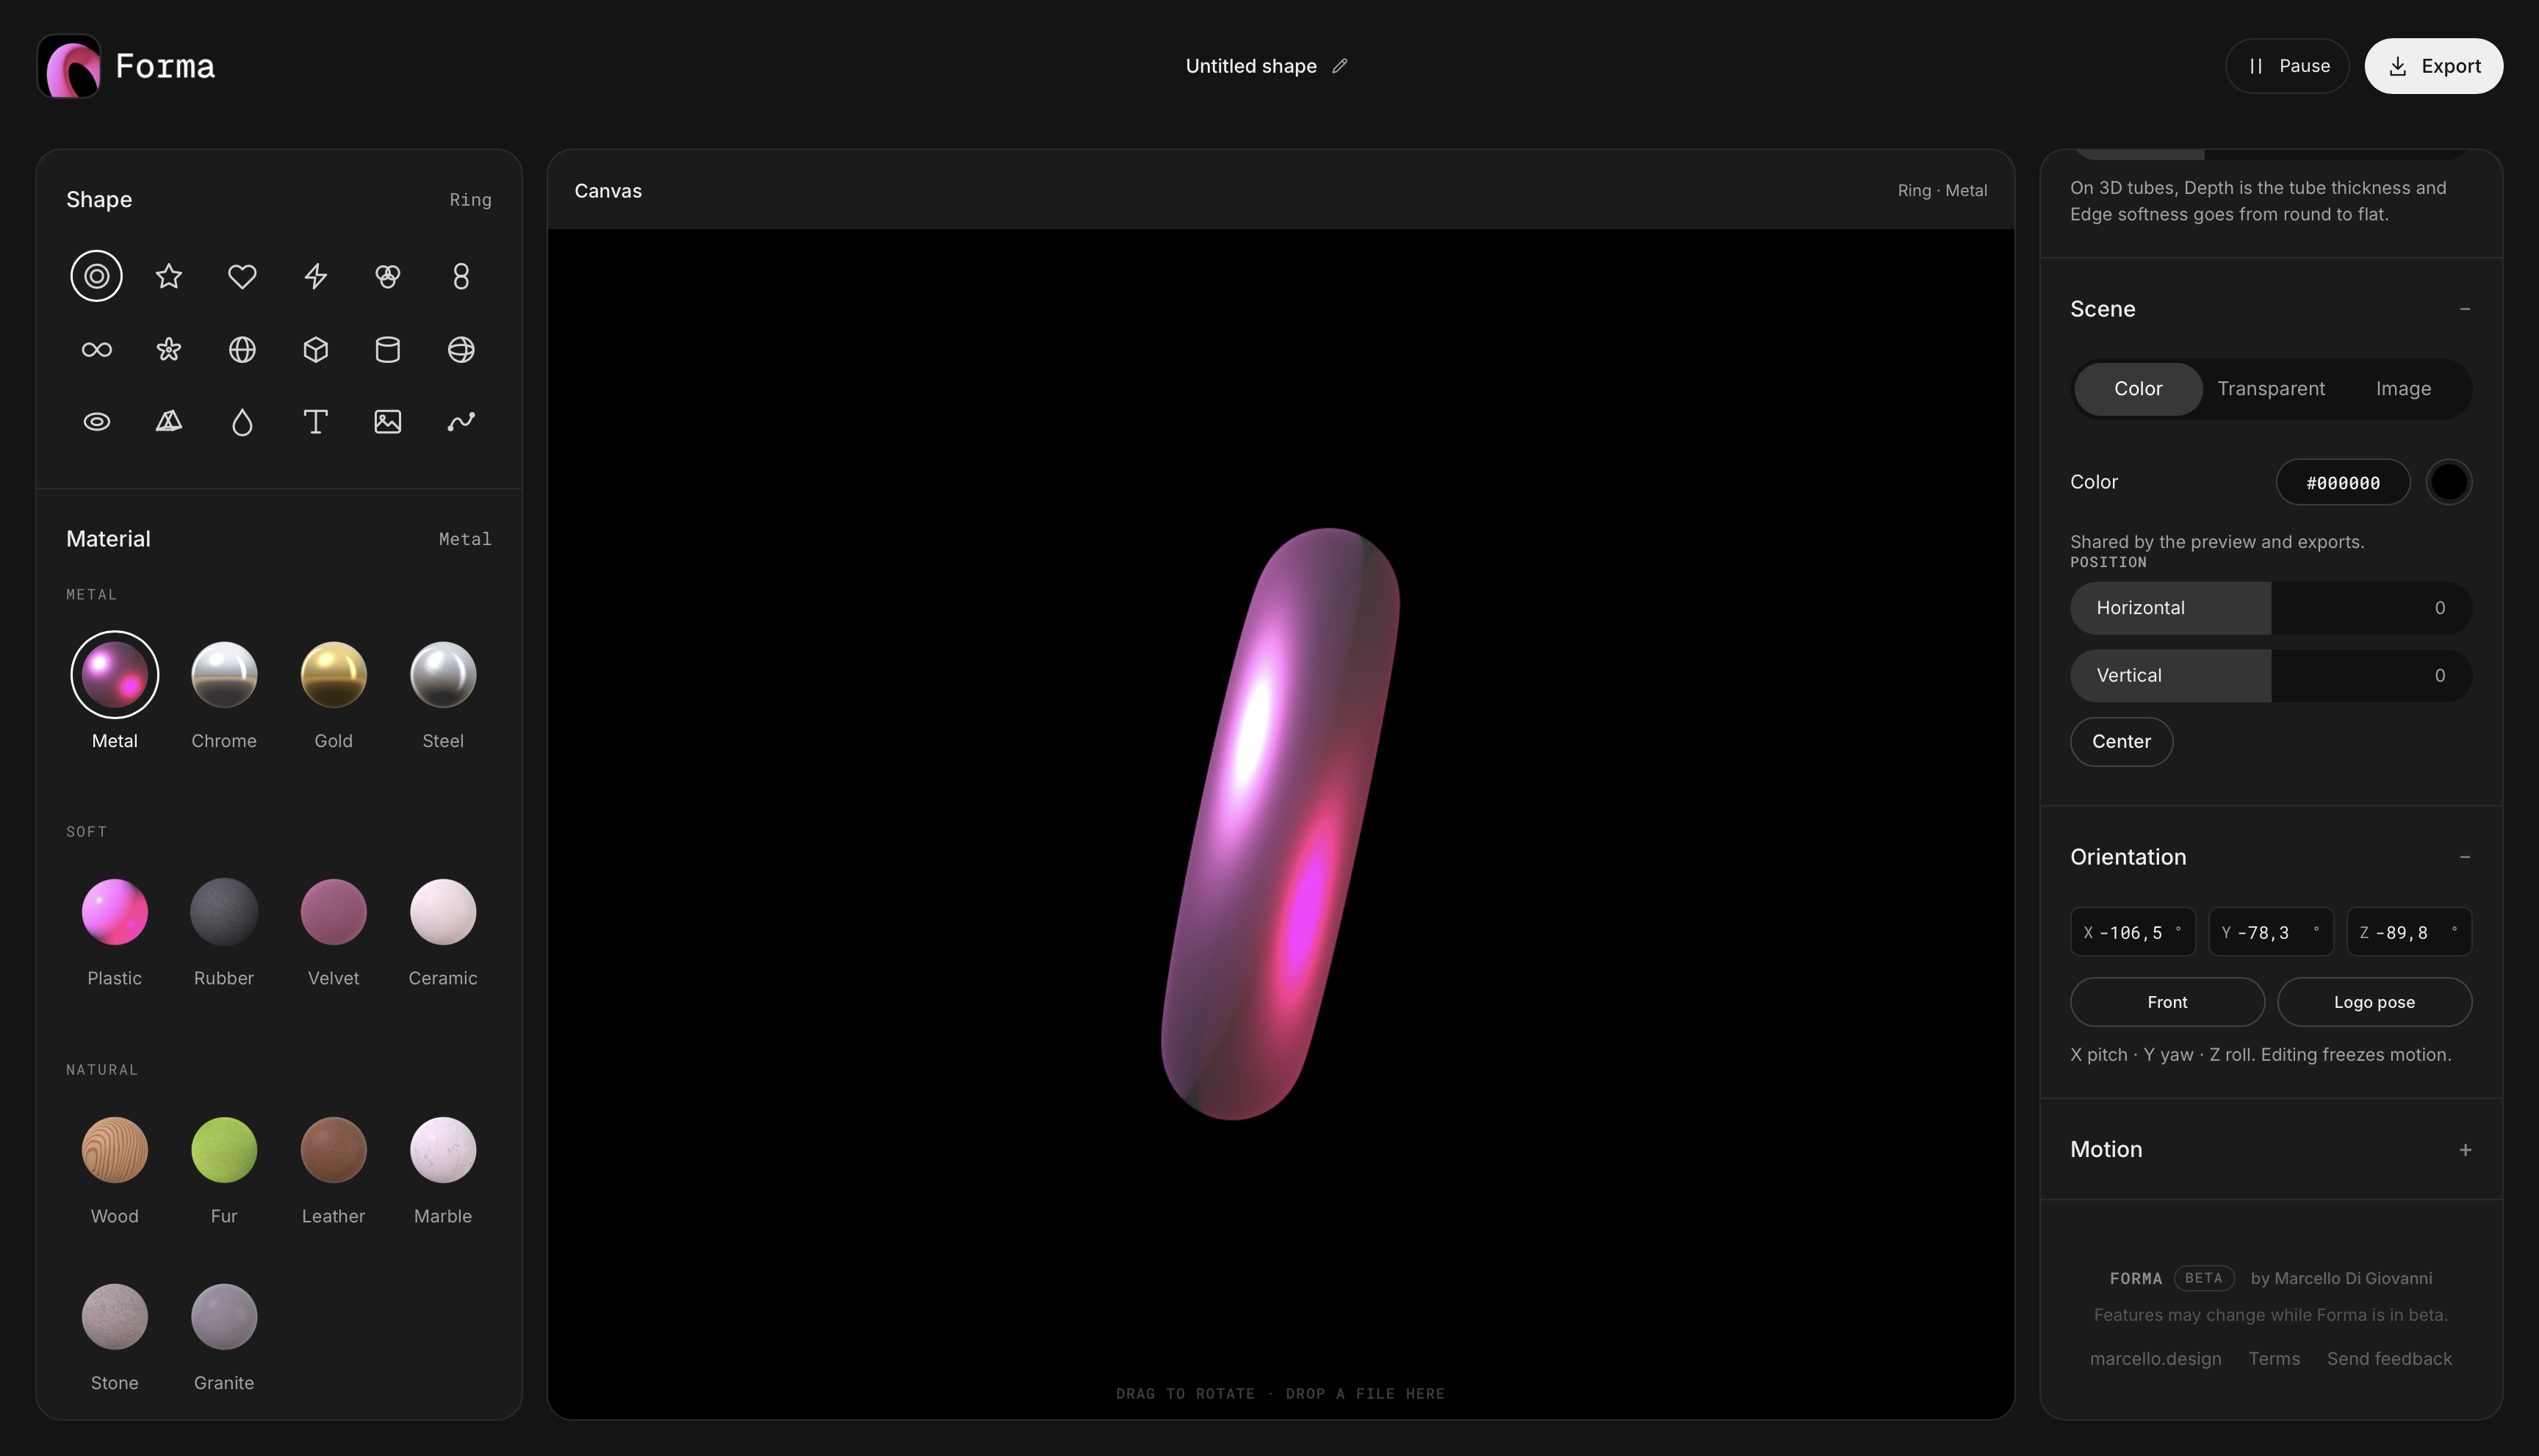 Forma
Untitled shape
Pause
Export
Shape
Ring
Material
Metal
METAL
Metal
Chrome
Gold
Steel
SOFT
Plastic
Rubber
Velvet
Ceramic
NATURAL
Wood
Fur
Leather
Marble
Stone
Granite
Canvas
Ring · Metal
DRAG TO ROTATE · DROP A FILE HERE
On 3D tubes, Depth is the tube thickness and
Edge softness goes from round to flat.
Scene
Color
Transparent
Image
Color
#000000
Shared by the preview and exports.
POSITION
Horizontal
0
Vertical
0
Center
Orientation
X -106,5 °
Y -78,3 °
Z -89,8 °
Front
Logo pose
X pitch · Y yaw · Z roll. Editing freezes motion.
Motion
FORMA BETA by Marcello Di Giovanni
Features may change while Forma is in beta.
marcello.design
Terms
Send feedback